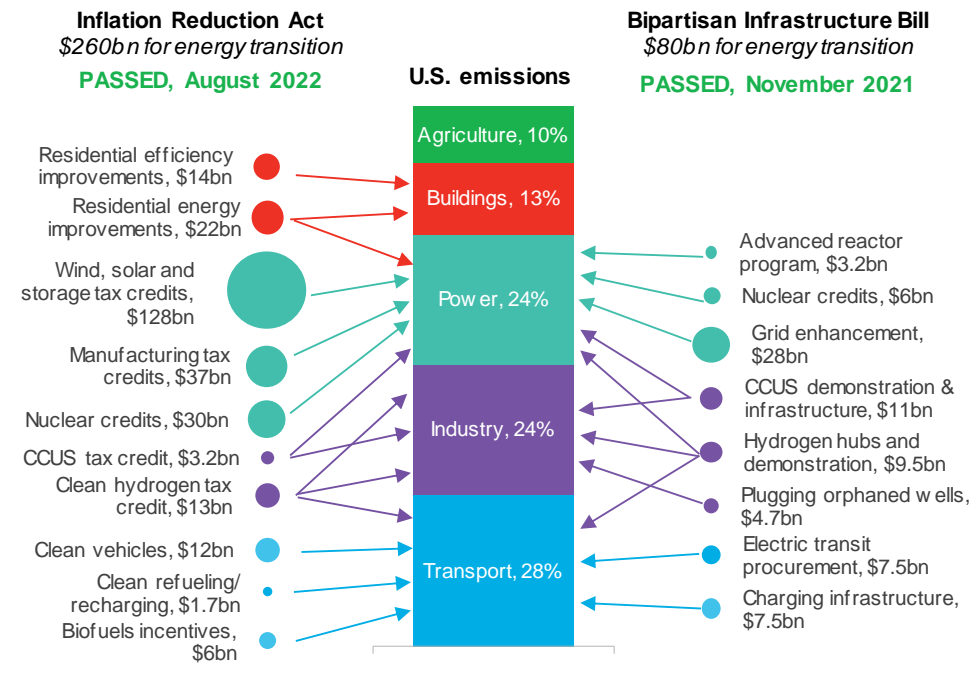 Inflation Reduction Act
$260bn for energy transition
PASSED, August 2022
U.S. emissions
Bipartisan Infrastructure Bill
$80bn for energy transition
PASSED, November 2021
Residential efficiency
improvements, $14bn
Residential energy
improvements, $22bn
Wind, solar and
storage tax credits,
$128bn
Manufacturing tax
credits, $37bn
Nuclear credits, $30bn
CCUS tax credit, $3.2bn
Clean hydrogen tax
credit, $13bn
Clean vehicles, $12bn
Clean refueling/
recharging, $1.7bn
Biofuels incentives,
$6bn
Agriculture, 10%
Buildings, 13%
Power, 24%
Industry, 24%
Transport, 28%
Advanced reactor
program, $3.2bn
Nuclear credits, $6bn
Grid enhancement,
$28bn
CCUS demonstration &
infrastructure, $11bn
Hydrogen hubs and
demonstration, $9.5bn
Plugging orphaned wells,
$4.7bn
Electric transit
procurement, $7.5bn
Charging infrastructure,
$7.5bn